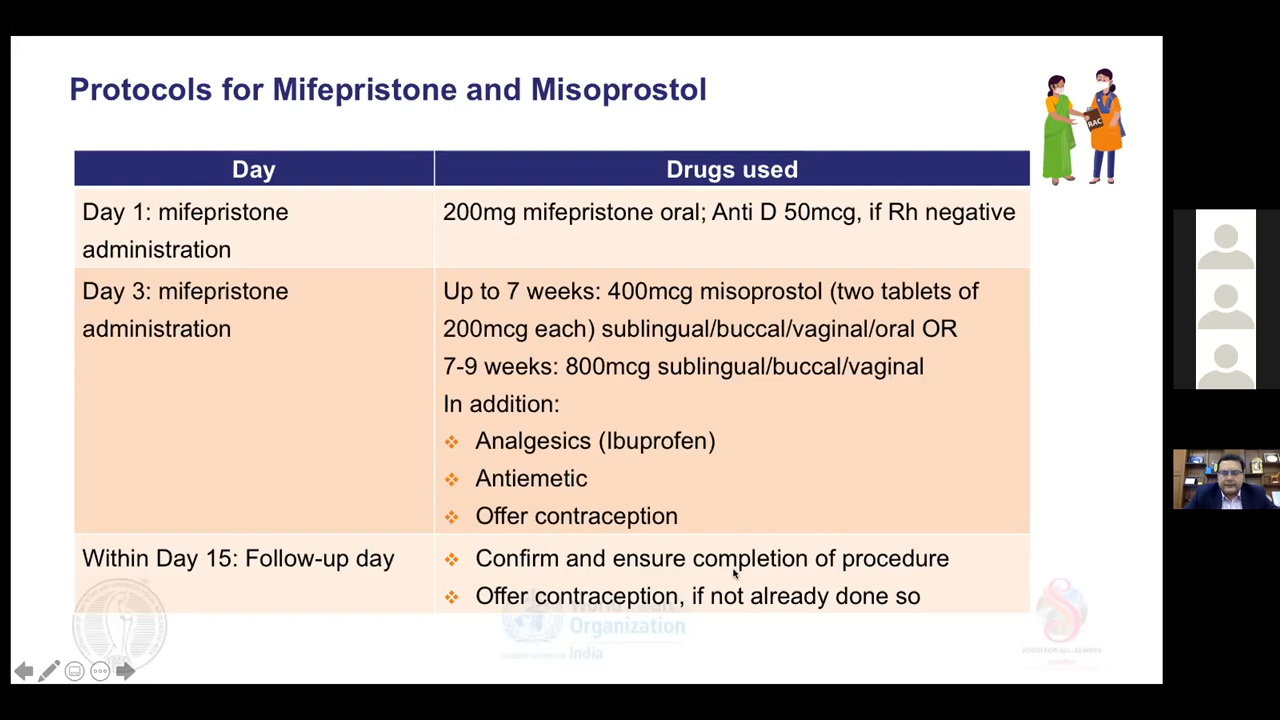 Protocols for Mifepristone and Misoprostol
RAC
Day
Drugs used
Day 1: mifepristone
administration
200mg mifepristone oral; Anti D 50mcg, if Rh negative
Day 3: mifepristone
administration
Up to 7 weeks: 400mcg misoprostol (two tablets of
200mcg each) sublingual/buccal/vaginal/oral OR
7-9 weeks: 800mcg sublingual/buccal/vaginal
In addition:
❖ Analgesics (Ibuprofen)
❖ Antiemetic
❖ Offer contraception
Within Day 15: Follow-up day
❖ Confirm and ensure completion of procedure
❖ Offer contraception, if not already done so
Organization
India